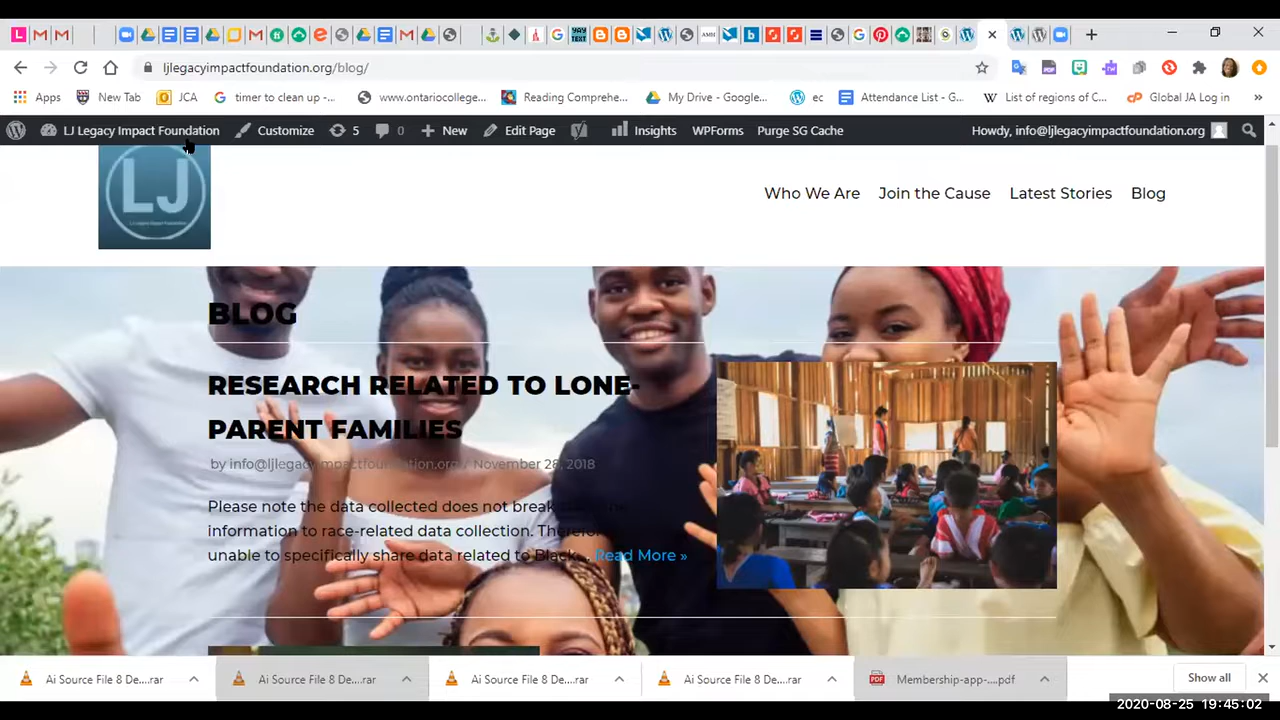 ljlegacyimpactfoundation.org/blog/
Apps New Tab JCA timer to clean up -... www.ontariocollege... Reading Comprehe... My Drive - Google... ec Attendance List - G... List of regions of C... Global JA Log in »
LJ Legacy Impact Foundation Customize 5 0 New Edit Page Insights WPForms Purge SG Cache Howdy, info@ljlegacyimpactfoundation.org
LJ
Who We Are Join the Cause Latest Stories Blog
BLOG
RESEARCH RELATED TO LONE-
PARENT FAMILIES
by info@ljlegacyimpactfoundation.org / November 28, 2018
Please note the data collected does not break
information to race-related data collection.
unable to specifically share data related to Black... Read More »
Ai Source File 8 De....rar Ai Source File 8 De....rar Ai Source File 8 De....rar Ai Source File 8 De....rar Membership-app-....pdf Show all
2020-08-25 19:45:02